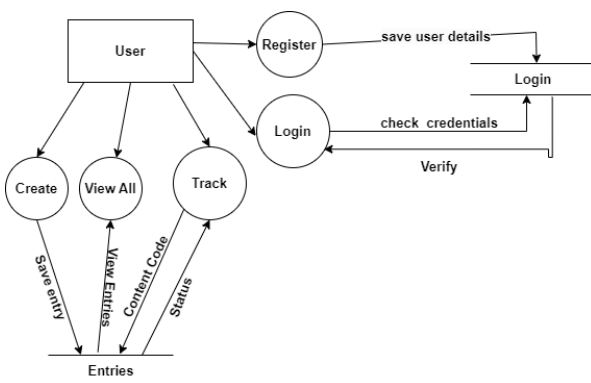 User
Register
save user details
Login
Login
check credentials
Verify
Create
View All
Track
Save entry
View Entries
Content Code
Status
Entries